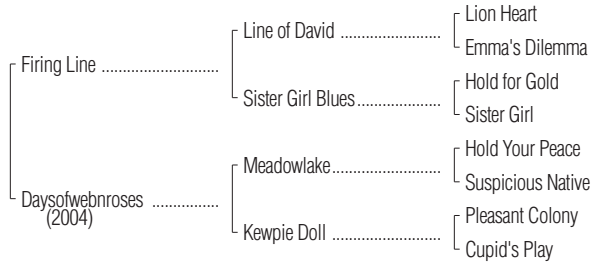 Lion Heart
Line of David ......................
Emma's Dilemma
Firing Line ..........................
Hold for Gold
Sister Girl Blues..................
Sister Girl
Hold Your Peace
Meadowlake........................
Suspicious Native
Daysofwebnroses ...............
(2004)
Pleasant Colony
Kewpie Doll ........................
Cupid's Play